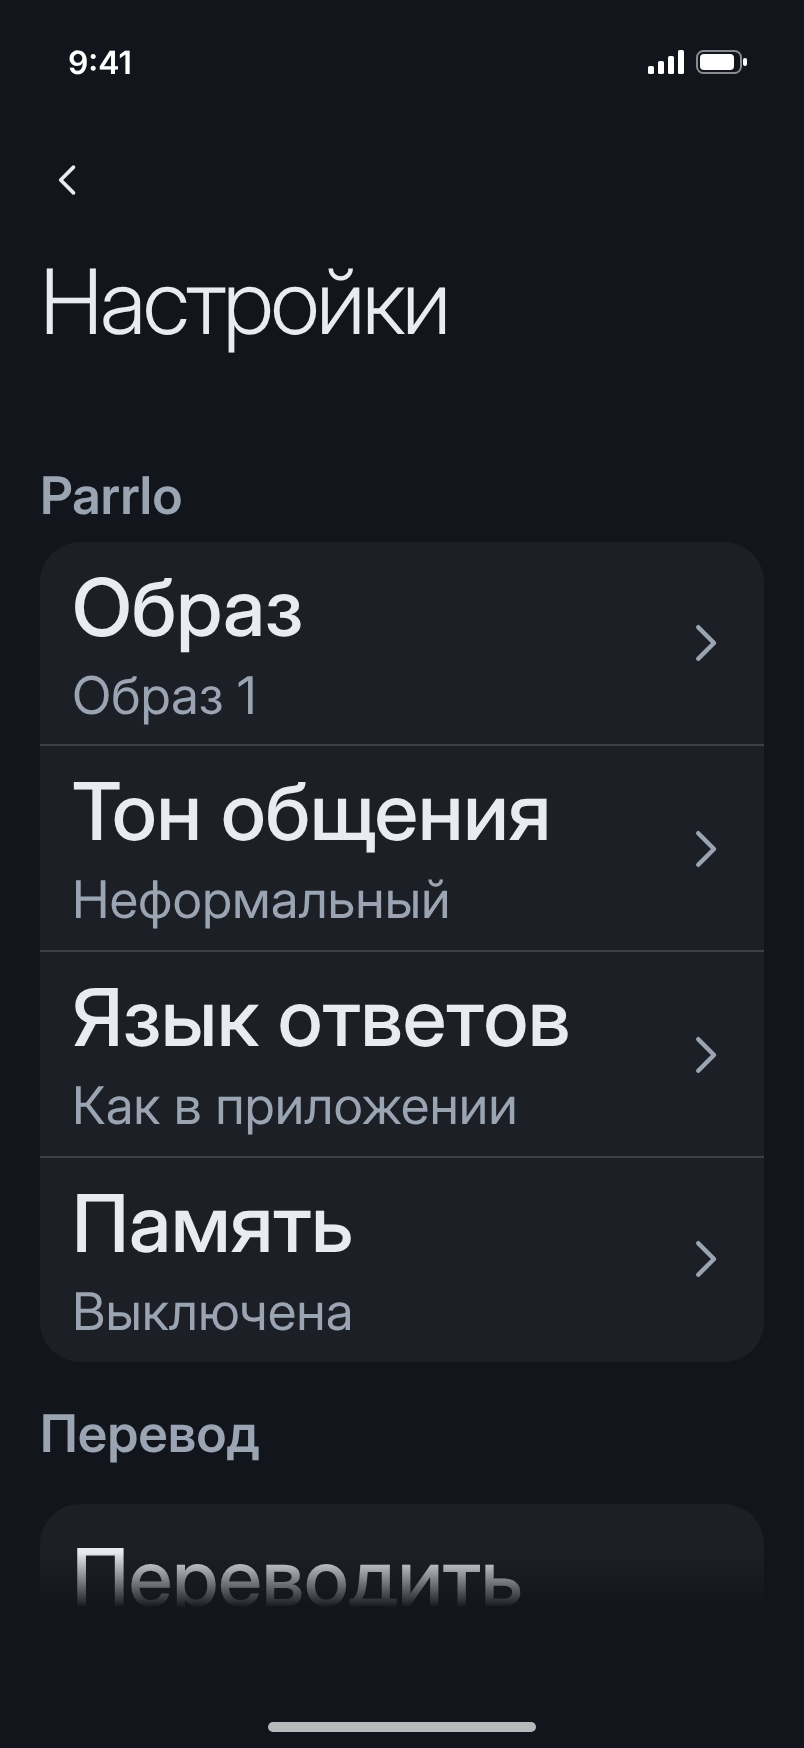 9:41
Настройки
Parrlo
Образ
Образ 1
Тон общения
Неформальный
Язык ответов
Как в приложении
Память
Выключена
Перевод
Переводить